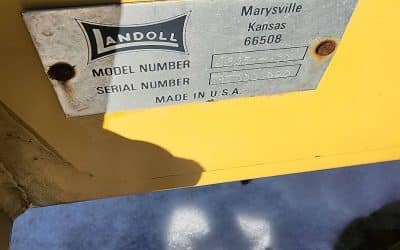 LANDOLL
Marysville
Kansas
66508
MODEL NUMBER
SERIAL NUMBER
MADE IN U.S.A.